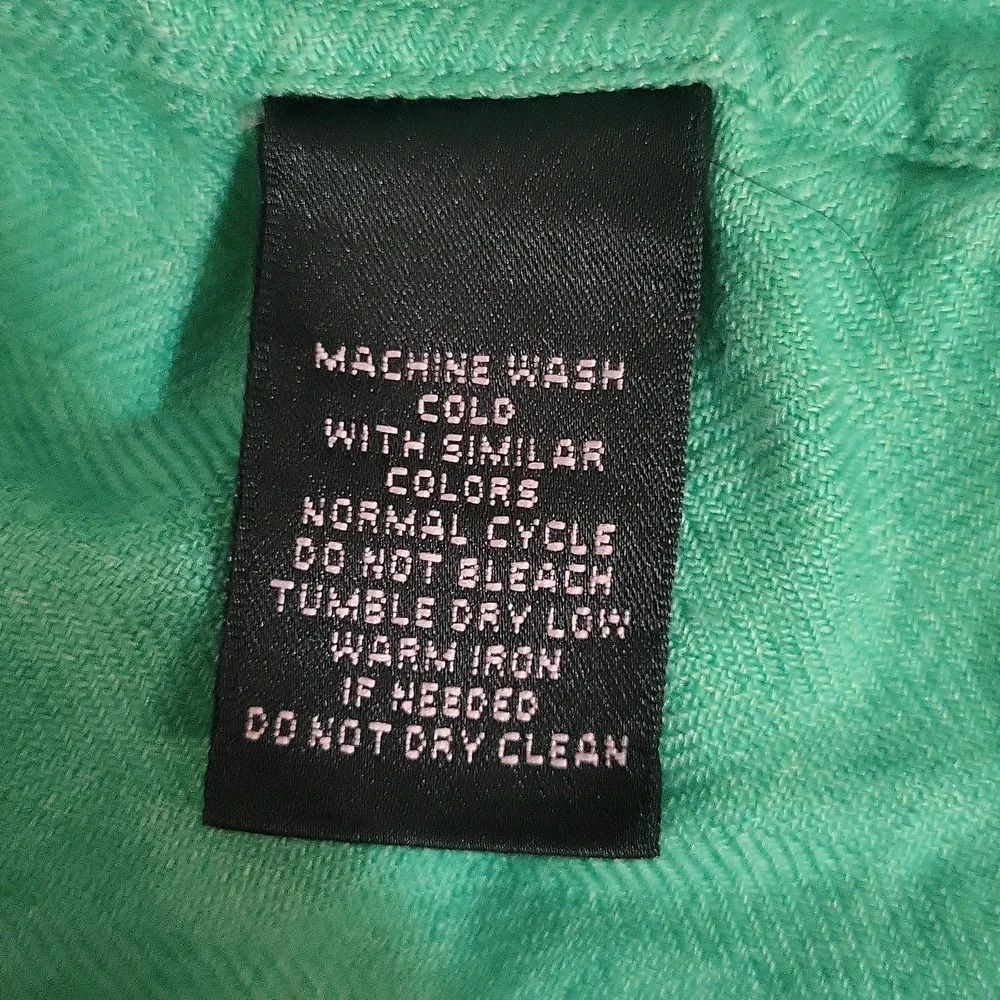 MACHINE WASH
COLD
WITH SIMILAR
COLORS
NORMAL CYCLE
DO NOT BLEACH
TUMBLE DRY LOW
WARM IRON
IF NEEDED
DO NOT DRY CLEAN